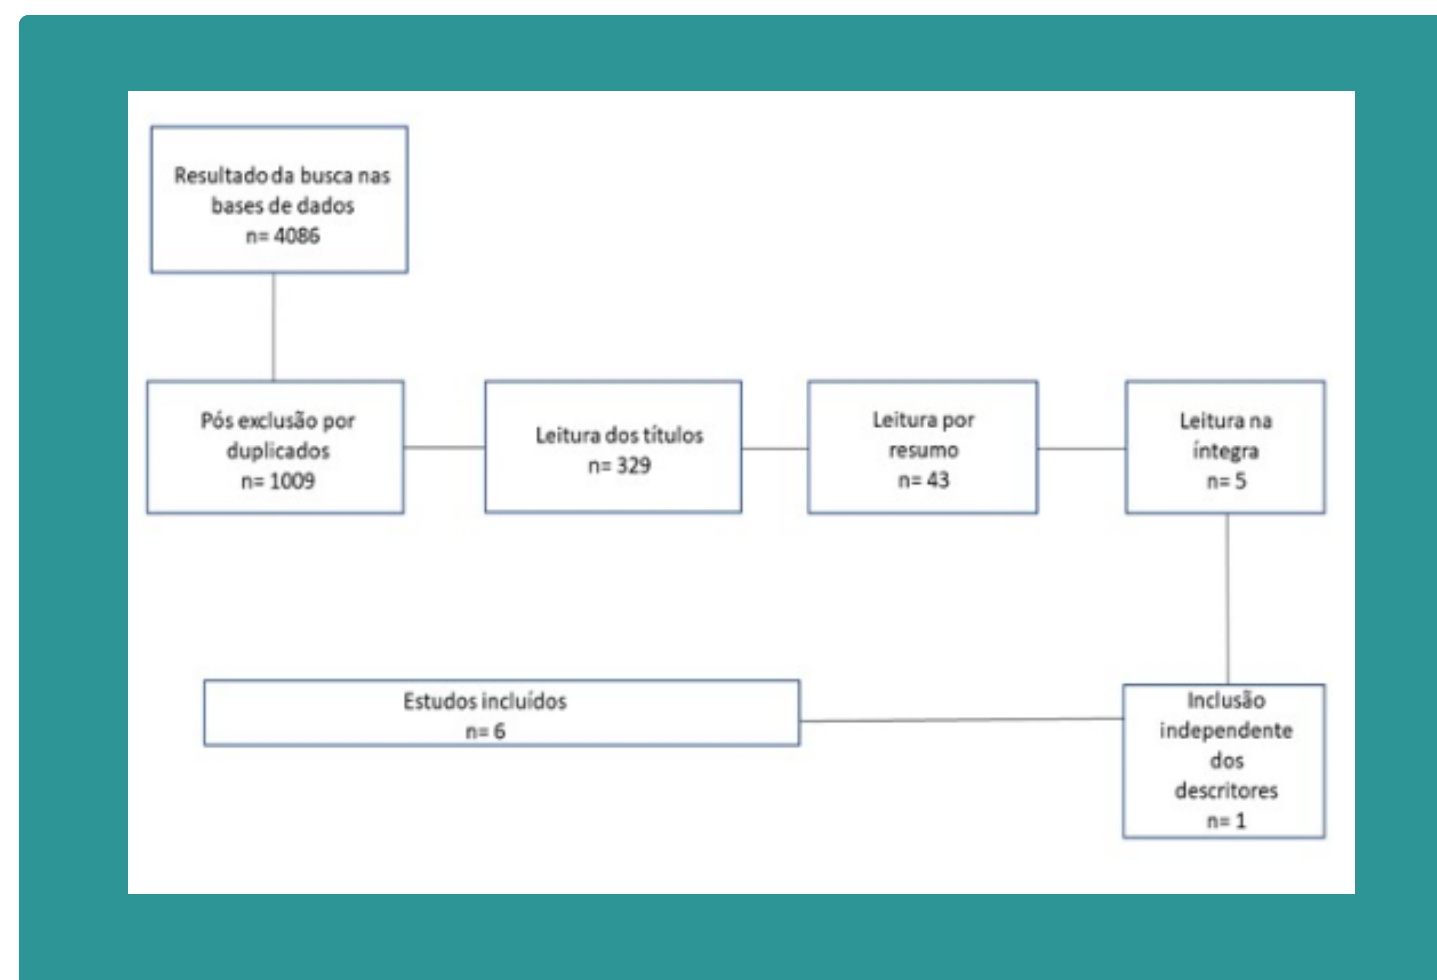 Resultado da busca nas
bases de dados
n= 4086
Pós exclusão por
duplicados
n= 1009
Leitura dos títulos
n= 329
Leitura por
resumo
n= 43
Leitura na
íntegra
n= 5
Estudos incluídos
n= 6
Inclusão
independente
dos
descritores
n= 1